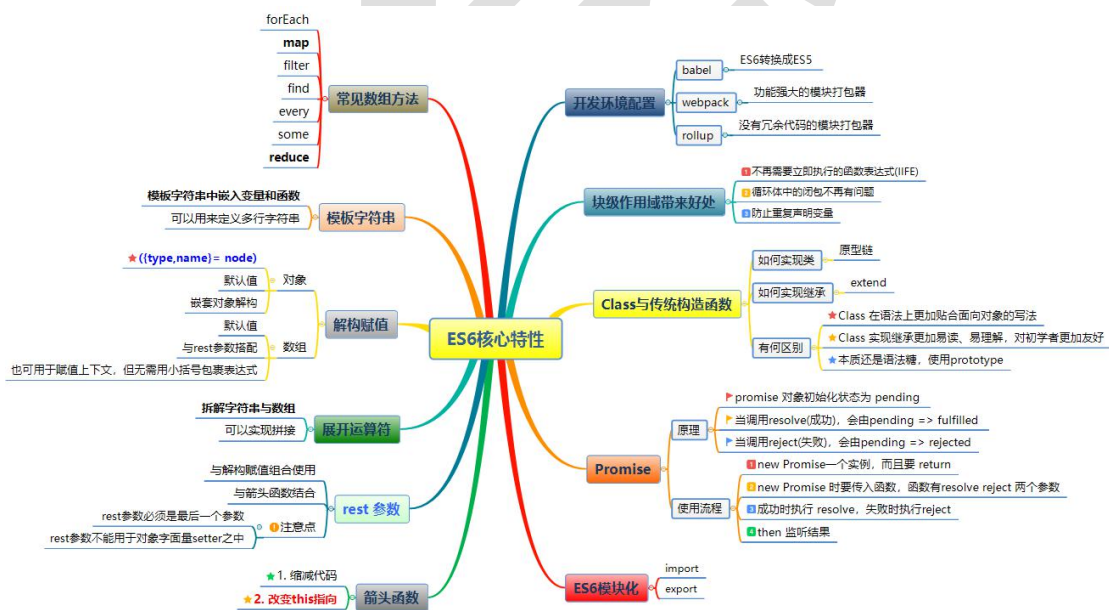 ES6核心特性
常见数组方法
forEach
map
filter
find
every
some
reduce
模板字符串
模板字符串中嵌入变量和函数
可以用来定义多行字符串
解构赋值
对象
({type,name}= node)
默认值
嵌套对象解构
数组
默认值
与rest参数搭配
也可用于赋值上下文，但无需用小括号包裹表达式
展开运算符
拆解字符串与数组
可以实现拼接
rest 参数
与解构赋值组合使用
与箭头函数结合
注意点
rest参数必须是最后一个参数
rest参数不能用于对象字面量setter之中
箭头函数
1. 缩减代码
2. 改变this指向
开发环境配置
babel
ES6转换成ES5
webpack
功能强大的模块打包器
rollup
没有冗余代码的模块打包器
块级作用域带来好处
1 不再需要立即执行的函数表达式(IIFE)
2 循环体中的闭包不再有问题
3 防止重复声明变量
Class与传统构造函数
如何实现类
原型链
如何实现继承
extend
有何区别
Class 在语法上更加贴合面向对象的写法
Class 实现继承更加易读、易理解，对初学者更加友好
本质还是语法糖，使用prototype
Promise
原理
promise 对象初始化状态为 pending
当调用resolve(成功)，会由pending => fulfilled
当调用reject(失败)，会由pending => rejected
使用流程
1 new Promise一个实例，而且要 return
2 new Promise 时要传入函数，函数有resolve reject 两个参数
3 成功时执行 resolve，失败时执行reject
4 then 监听结果
ES6模块化
import
export